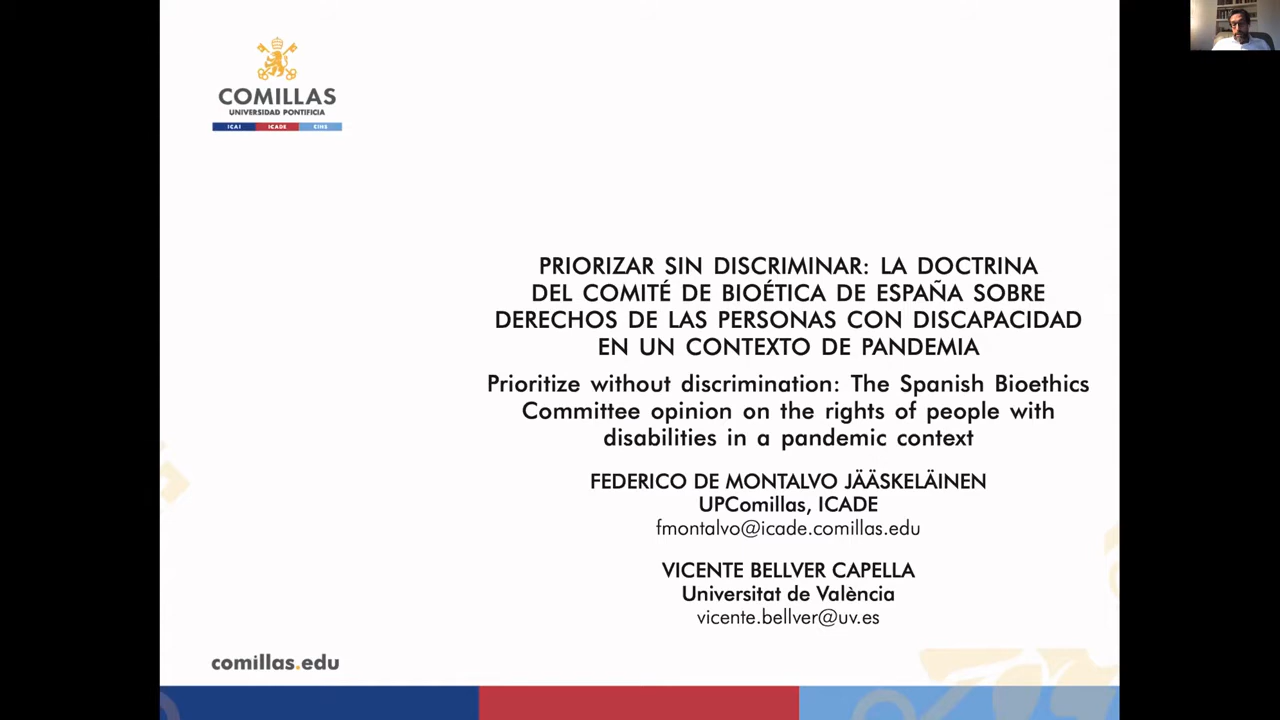 COMILLAS
UNIVERSIDAD PONTIFICIA
ICAI ICADE CIHS
PRIORIZAR SIN DISCRIMINAR: LA DOCTRINA
DEL COMITÉ DE BIOÉTICA DE ESPAÑA SOBRE
DERECHOS DE LAS PERSONAS CON DISCAPACIDAD
EN UN CONTEXTO DE PANDEMIA
Prioritize without discrimination: The Spanish Bioethics
Committee opinion on the rights of people with
disabilities in a pandemic context
FEDERICO DE MONTALVO JÄÄSKELÄINEN
UPComillas, ICADE
fmontalvo@icade.comillas.edu
VICENTE BELLVER CAPELLA
Universitat de València
vicente.bellver@uv.es
comillas.edu